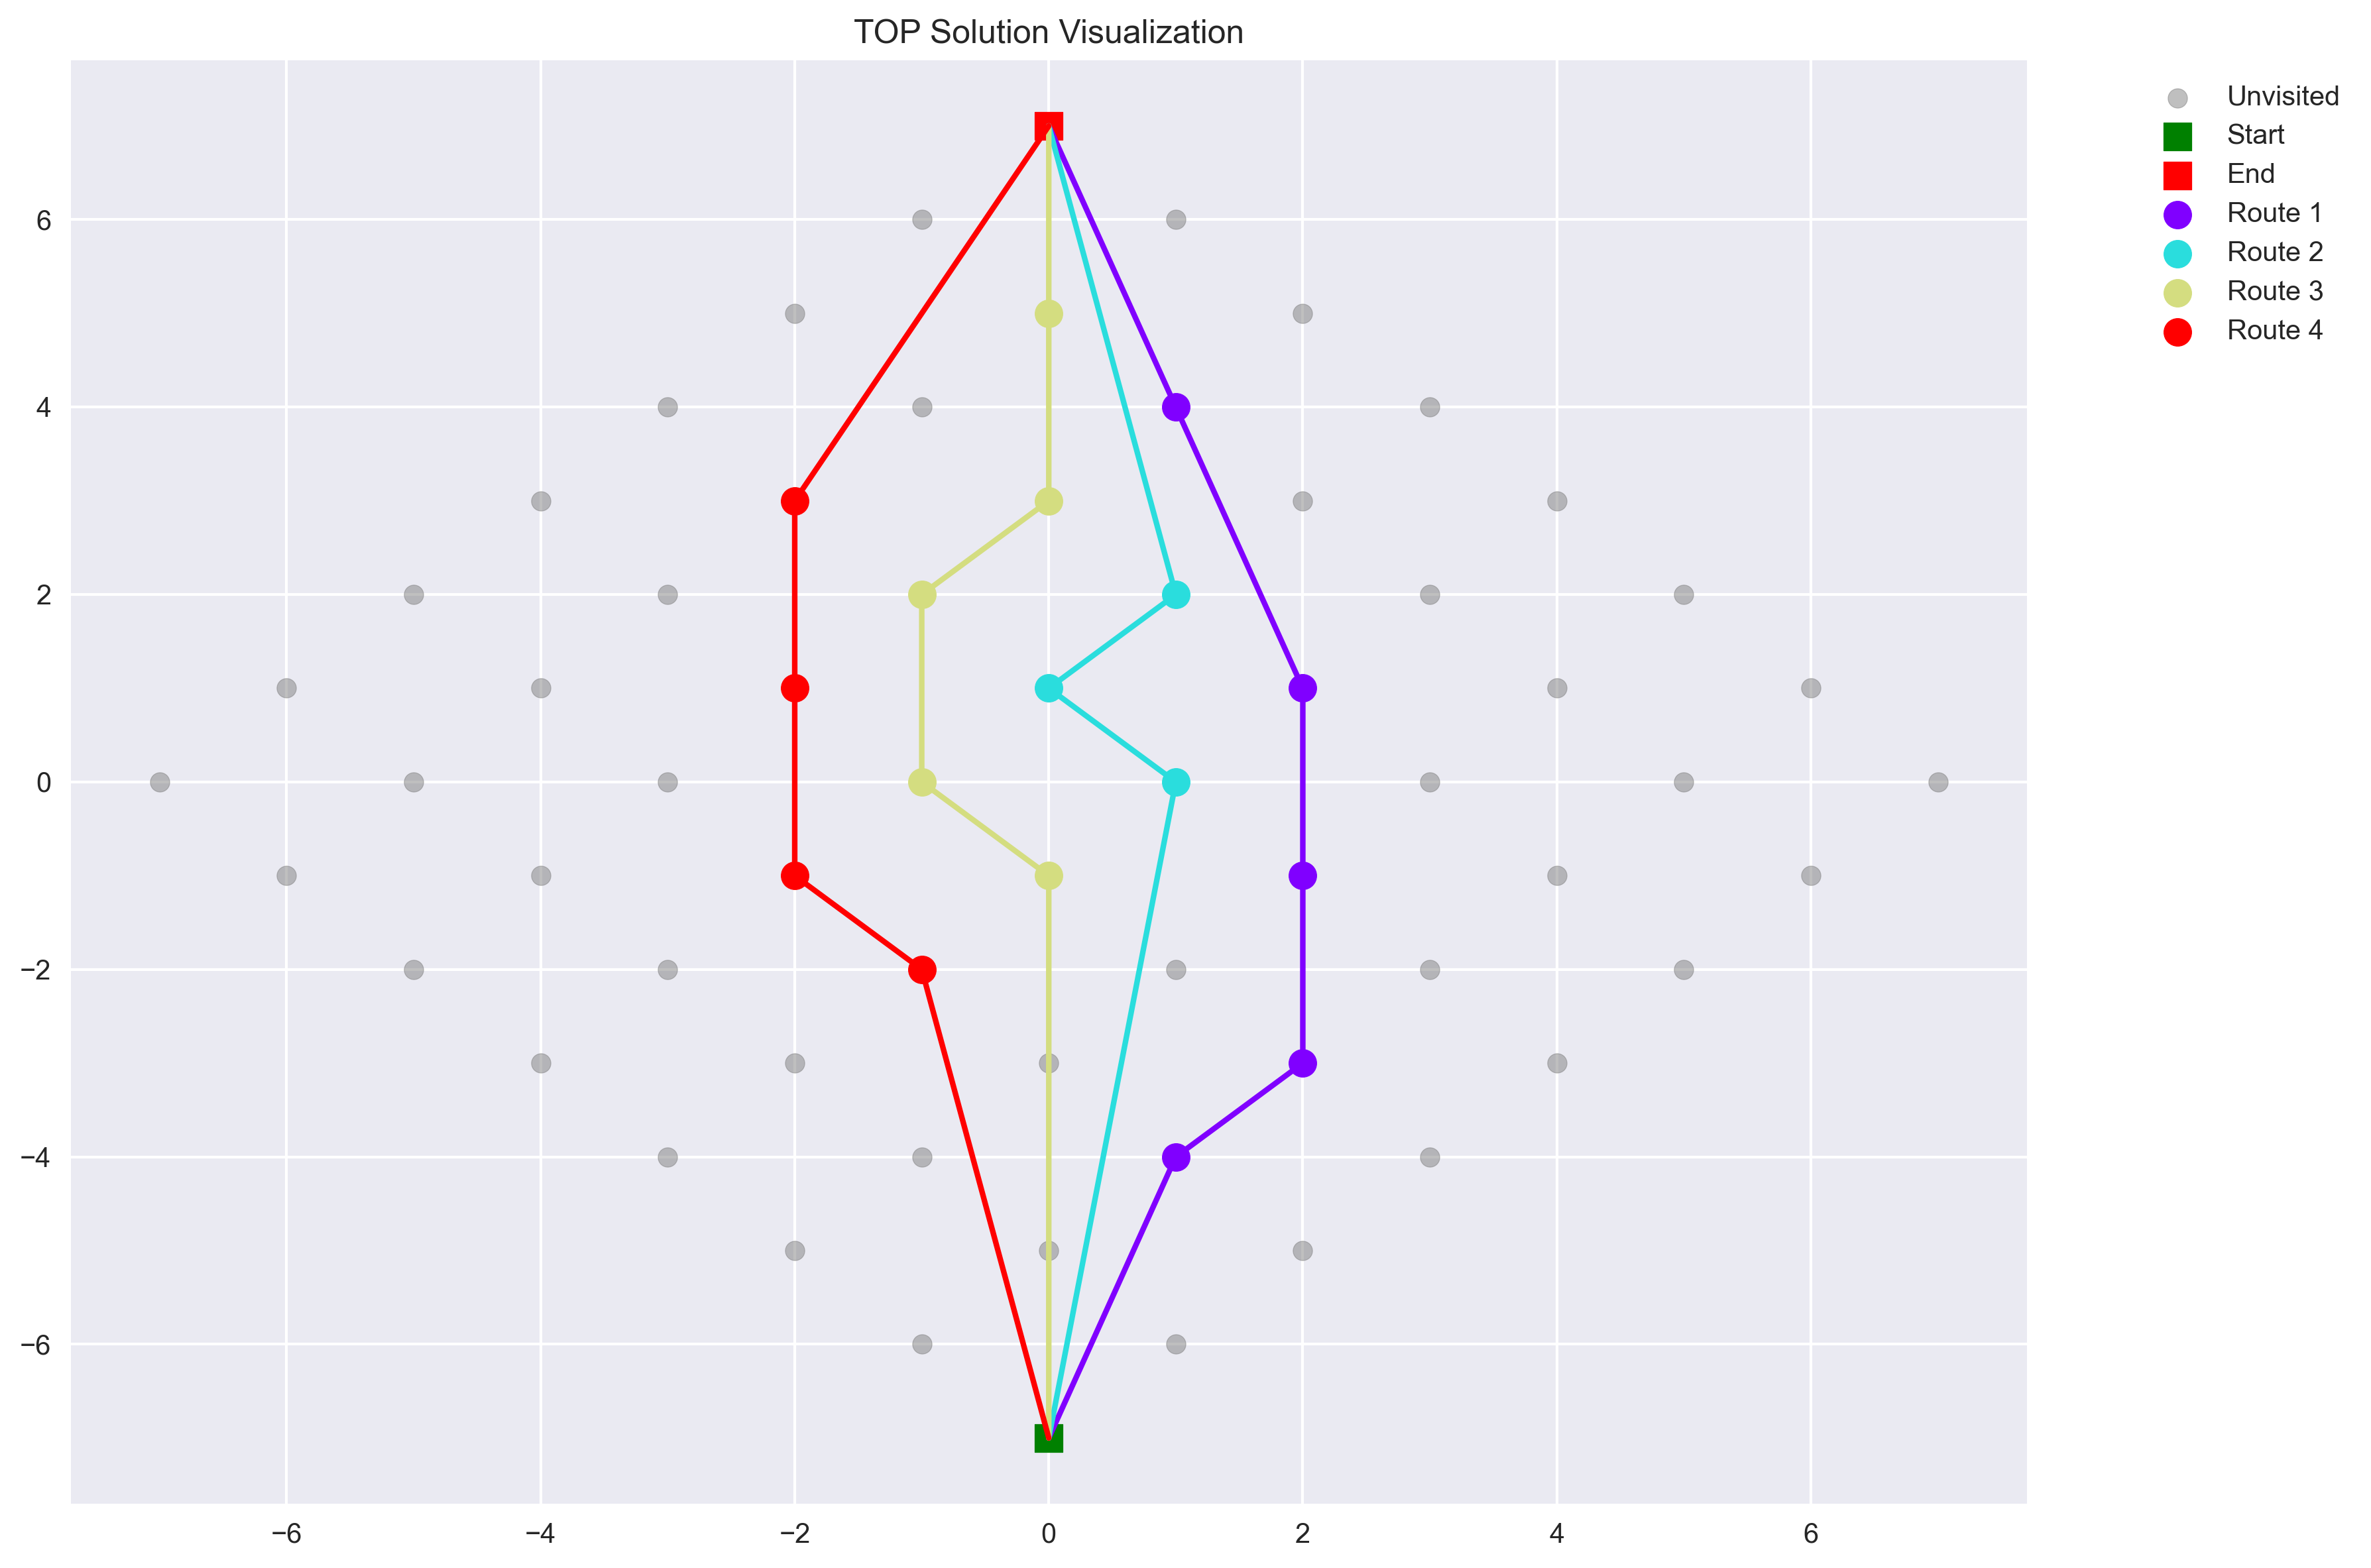 TOP Solution Visualization
Unvisited
Start
End
Route 1
Route 2
Route 3
Route 4
6
4
2
0
−2
−4
−6
−6
−4
−2
0
2
4
6